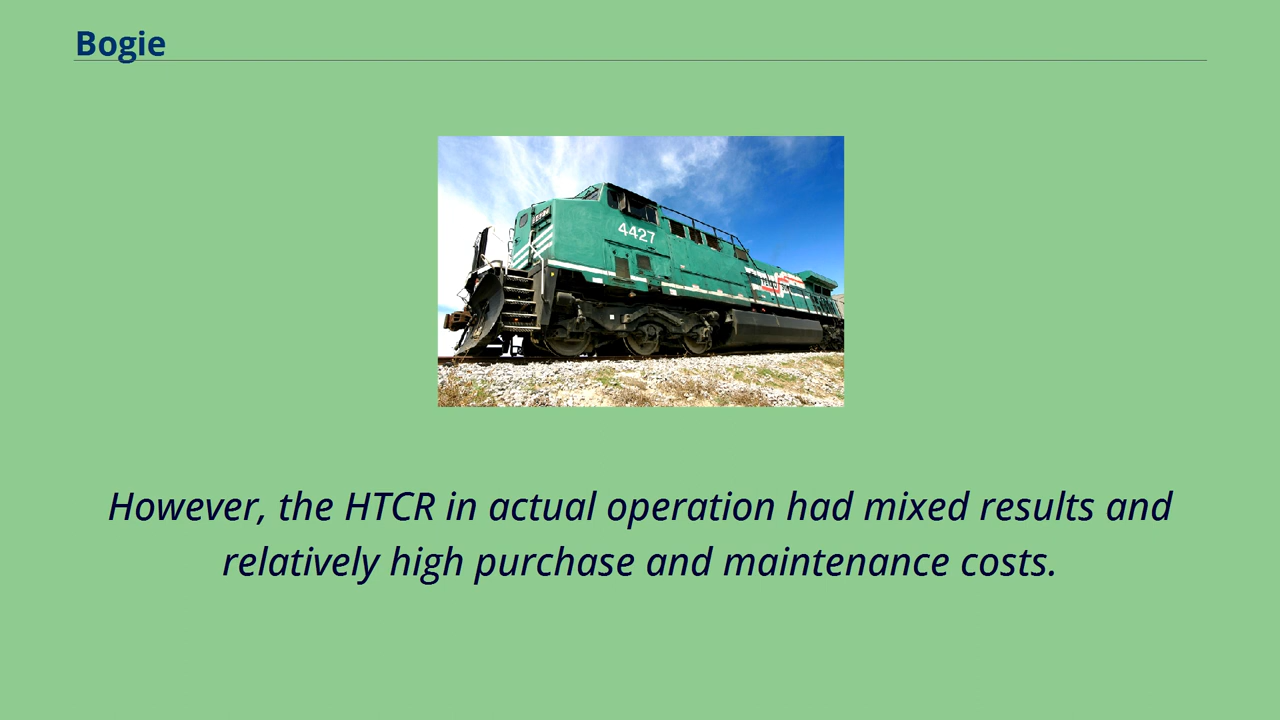 Bogie
4427
However, the HTCR in actual operation had mixed results and
relatively high purchase and maintenance costs.